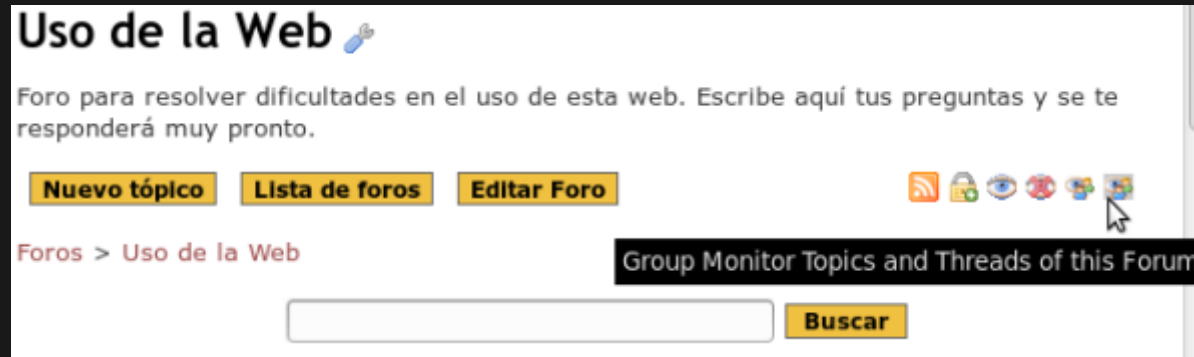 Uso de la Web
Foro para resolver dificultades en el uso de esta web. Escribe aquí tus preguntas y se te
responderá muy pronto.
Nuevo tópico Lista de foros Editar Foro
Foros > Uso de la Web
Group Monitor Topics and Threads of this Forum
Buscar